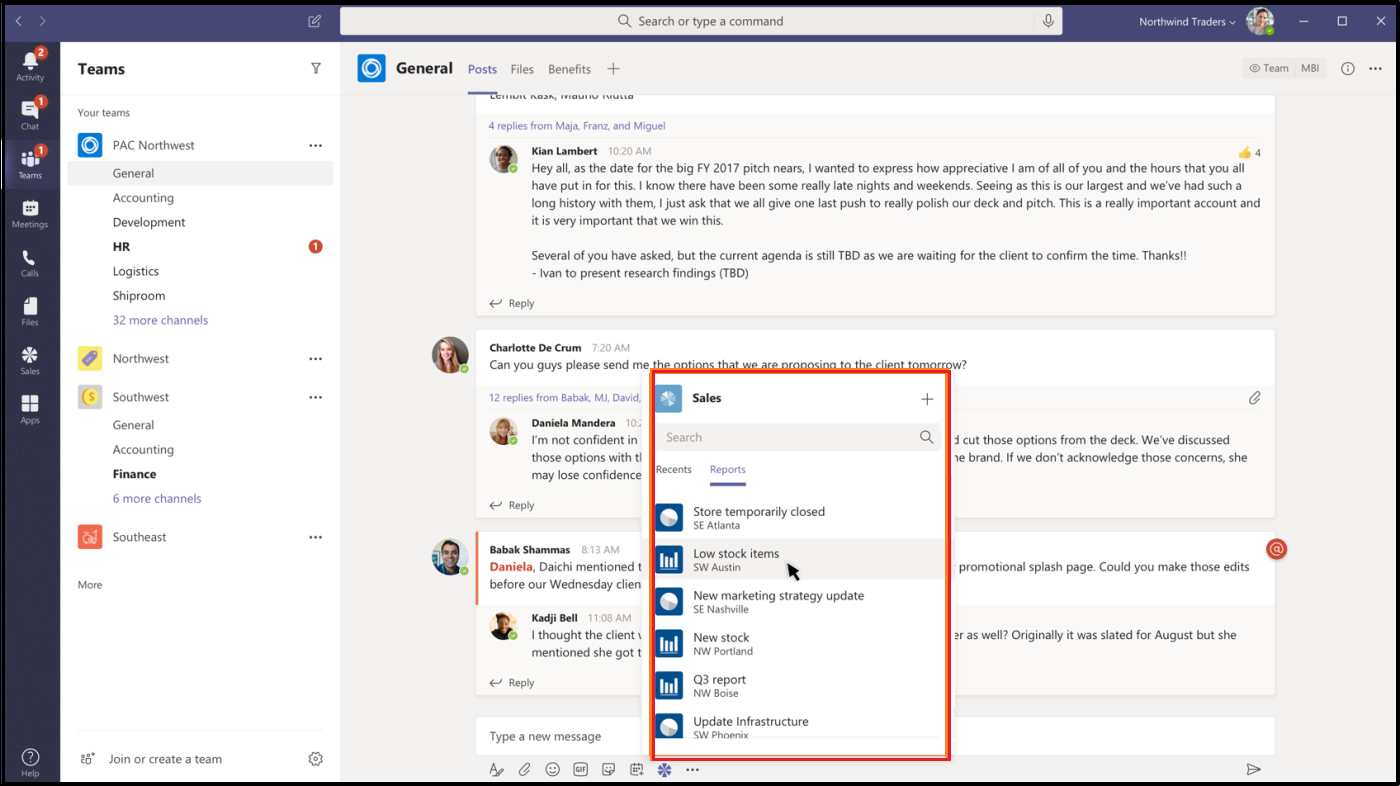 Search or type a command
Northwind Traders
2
Activity
1
Chat
1
Teams
Meetings
Calls
Files
Sales
Apps
Help
Teams
Your teams
PAC Northwest
General
Accounting
Development
HR 1
Logistics
Shiproom
32 more channels
Northwest
Southwest
General
Accounting
Finance
6 more channels
Southeast
More
Join or create a team
General Posts Files Benefits
Team MBI
4 replies from Maja, Franz, and Miguel
Kian Lambert 10:20 AM
4
Hey all, as the date for the big FY 2017 pitch nears, I wanted to express how appreciative I am of all of you and the hours that you all
have put in for this. I know there have been some really late nights and weekends. Seeing as this is our largest and we've had such a
long history with them, I just ask that we all give one last push to really polish our deck and pitch. This is a really important account and
it is very important that we win this.
Several of you have asked, but the current agenda is still TBD as we are waiting for the client to confirm the time. Thanks!!
- Ivan to present research findings (TBD)
Reply
Charlotte De Crum 7:20 AM
Can you guys please send me the options that we are proposing to the client tomorrow?
12 replies from Babak, MJ, David,
Daniela Mandera 10:
I'm not confident in d cut those options from the deck. We've discussed
those options with t he brand. If we don't acknowledge those concerns, she
may lose confidence
Reply
Babak Shammas 8:13 AM
@
Daniela, Daichi mentioned t promotional splash page. Could you make those edits
before our Wednesday clien
Kadji Bell 11:08 AM
I thought the client er as well? Originally it was slated for August but she
mentioned she got t
Reply
Sales
Search
Recents Reports
Store temporarily closed
SE Atlanta
Low stock items
SW Austin
New marketing strategy update
SE Nashville
New stock
NW Portland
Q3 report
NW Boise
Update Infrastructure
SW Phoenix
Type a new message
GIF